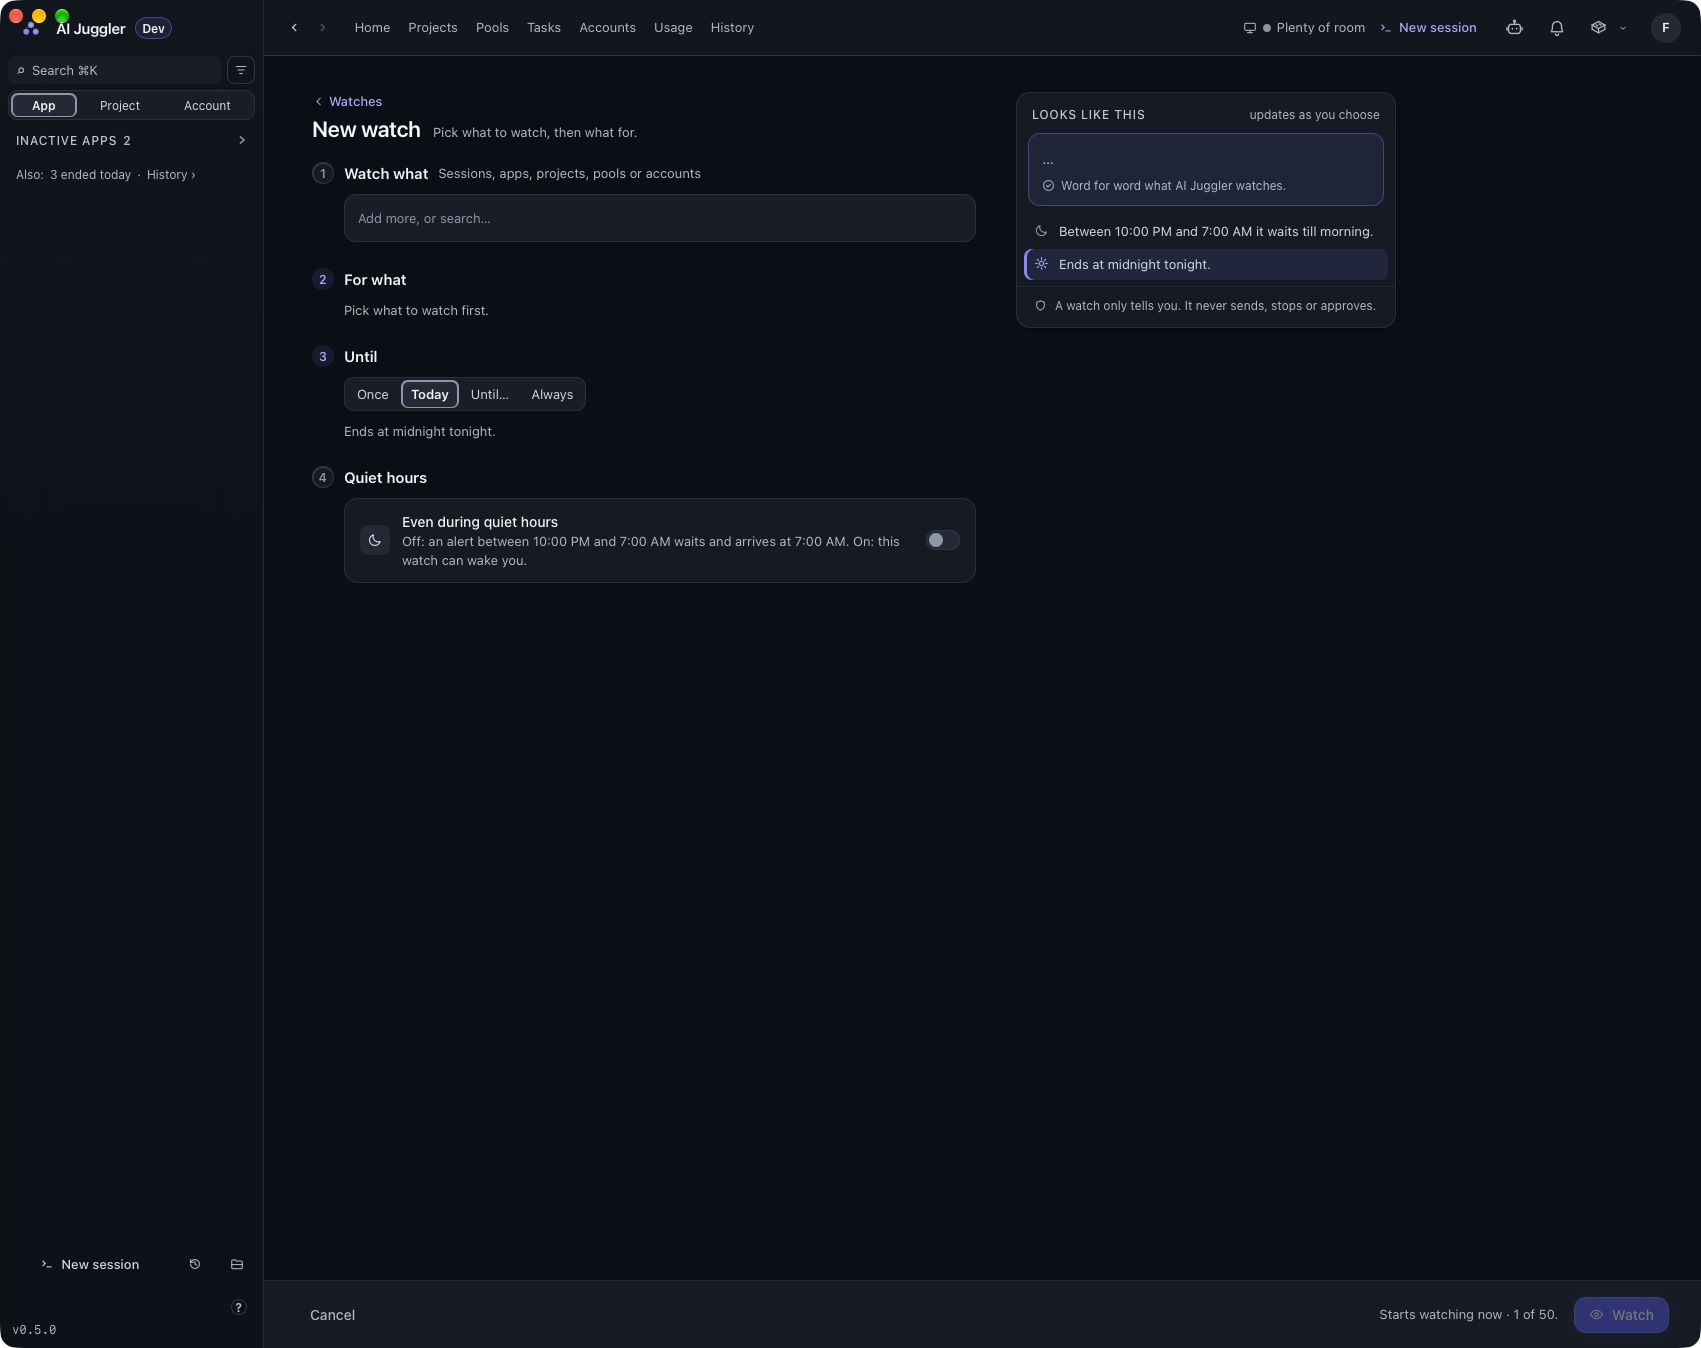 AI Juggler Dev
Search ⌘K
App Project Account
INACTIVE APPS 2
Also: 3 ended today · History ›
New session
?
v0.5.0
Home Projects Pools Tasks Accounts Usage History
Plenty of room
New session
F
Watches
New watch Pick what to watch, then what for.
1 Watch what Sessions, apps, projects, pools or accounts
Add more, or search...
2 For what
Pick what to watch first.
3 Until
Once Today Until... Always
Ends at midnight tonight.
4 Quiet hours
Even during quiet hours
Off: an alert between 10:00 PM and 7:00 AM waits and arrives at 7:00 AM. On: this
watch can wake you.
LOOKS LIKE THIS updates as you choose
...
Word for word what AI Juggler watches.
Between 10:00 PM and 7:00 AM it waits till morning.
Ends at midnight tonight.
A watch only tells you. It never sends, stops or approves.
Cancel
Starts watching now · 1 of 50.
Watch